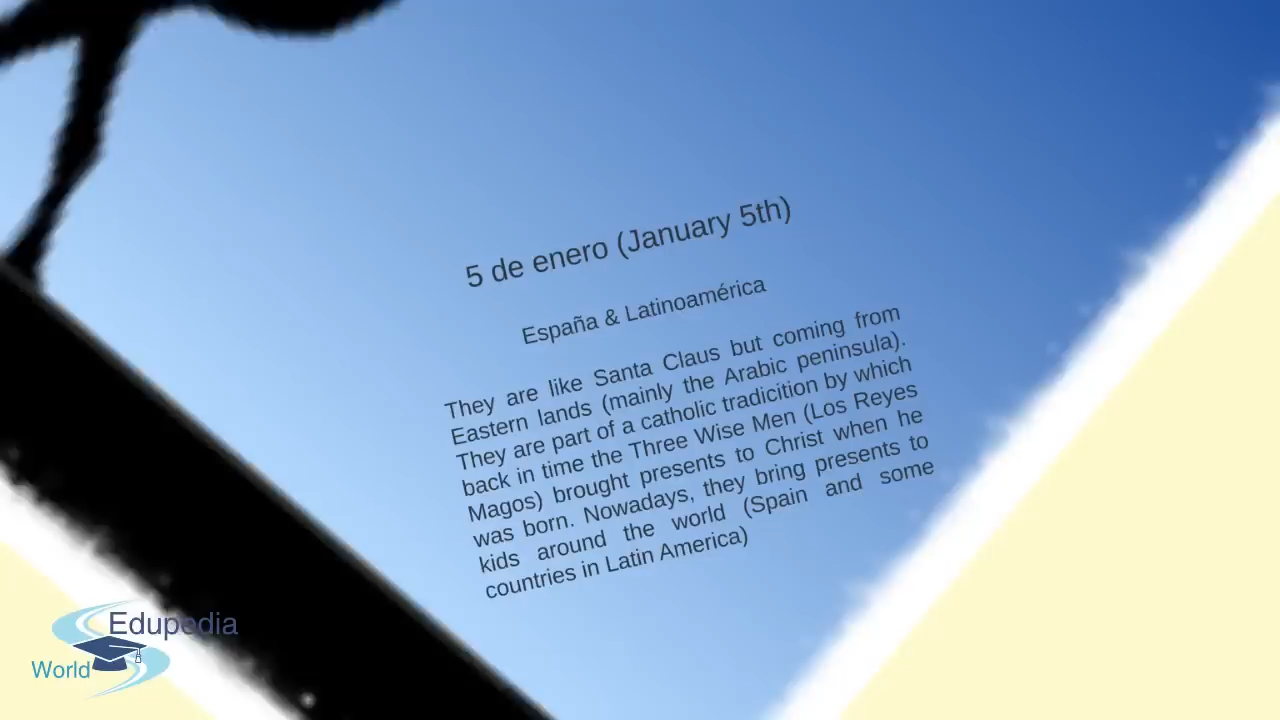 5 de enero (January 5th)
España & Latinoamérica
They are like Santa Claus but coming from
Eastern lands (mainly the Arabic peninsula).
They are part of a catholic tradicition by which
back in time the Three Wise Men (Los Reyes
Magos) brought presents to Christ when he
was born. Nowadays, they bring presents to
kids around the world (Spain and some
countries in Latin America)
Edupedia
World